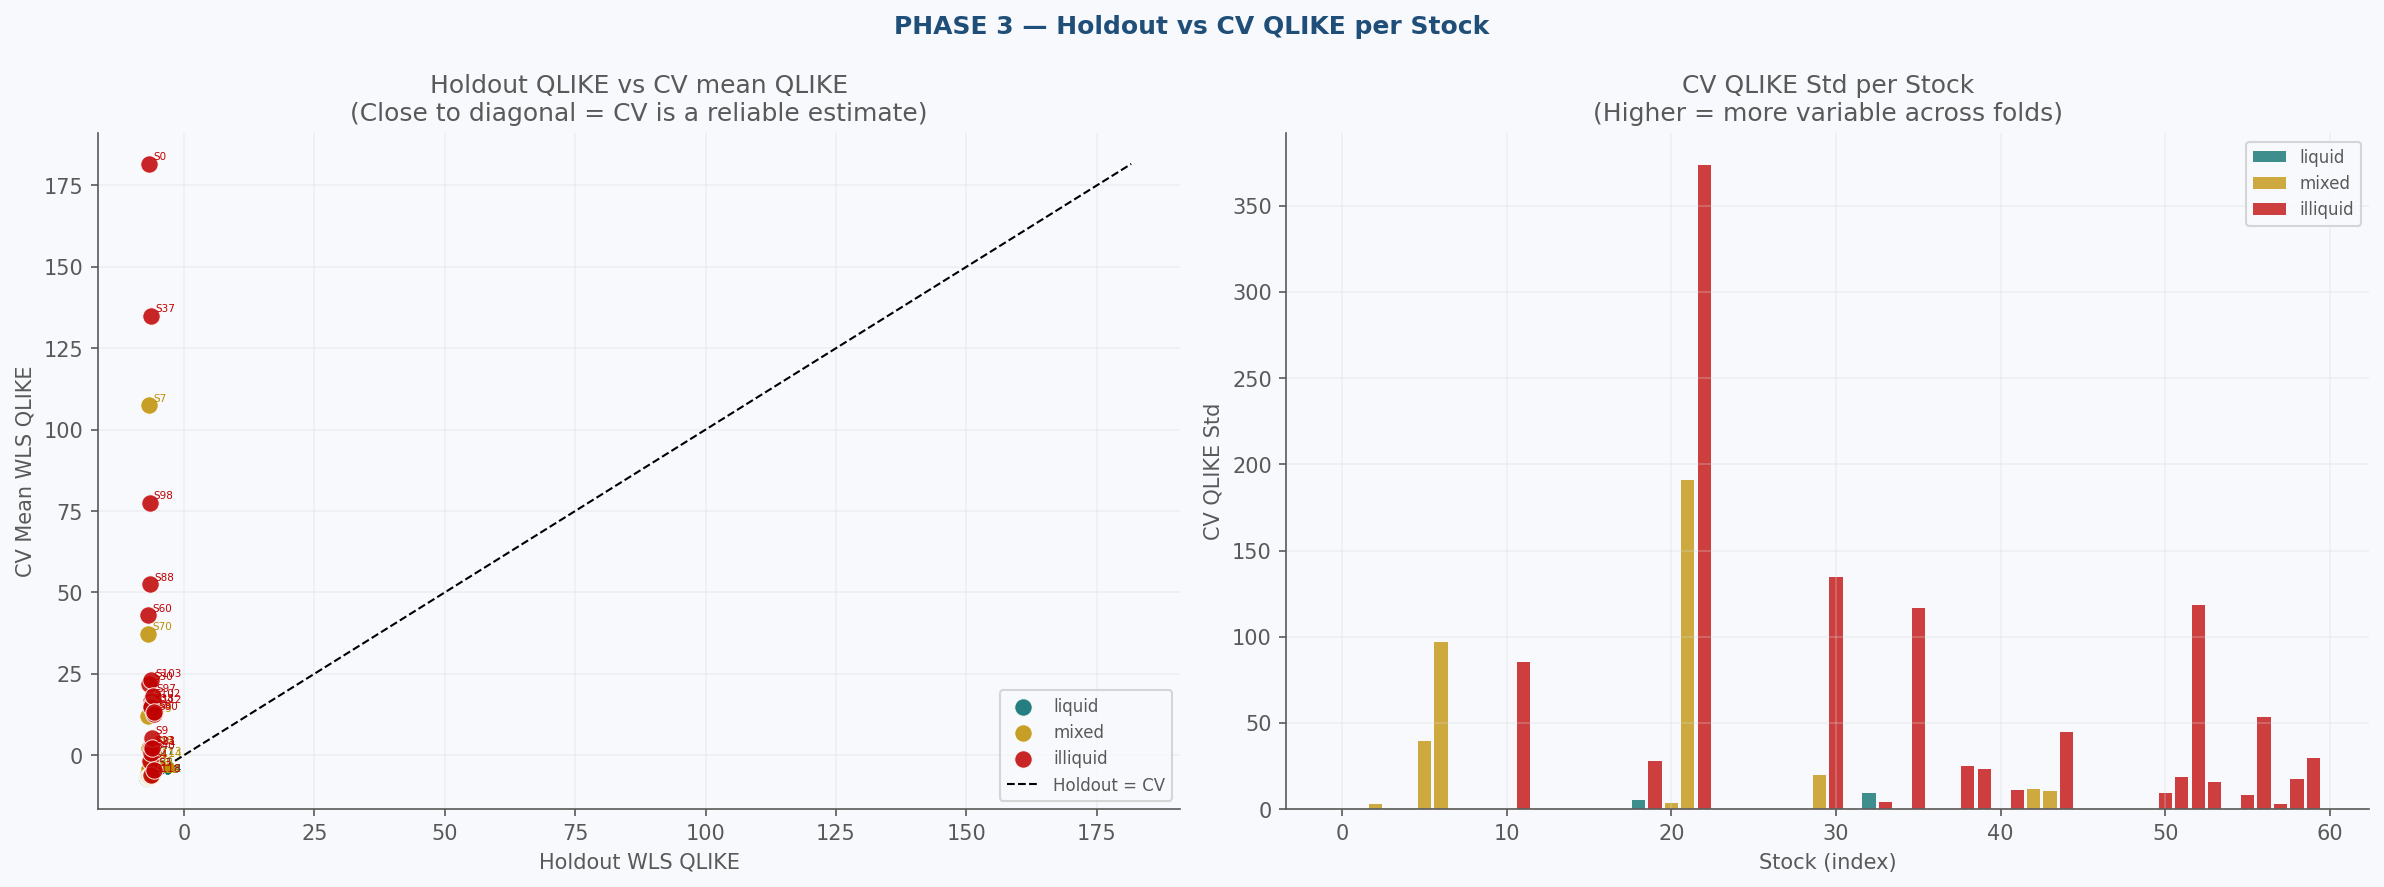 PHASE 3 — Holdout vs CV QLIKE per Stock
Holdout QLIKE vs CV mean QLIKE
(Close to diagonal = CV is a reliable estimate)
CV Mean WLS QLIKE
175
150
125
100
75
50
25
0
S0
S37
S7
S98
S88
S60
S70
S103
S97
S9
liquid
mixed
illiquid
Holdout = CV
0
25
50
75
100
125
150
175
Holdout WLS QLIKE
CV QLIKE Std per Stock
(Higher = more variable across folds)
CV QLIKE Std
350
300
250
200
150
100
50
0
liquid
mixed
illiquid
0
10
20
30
40
50
60
Stock (index)